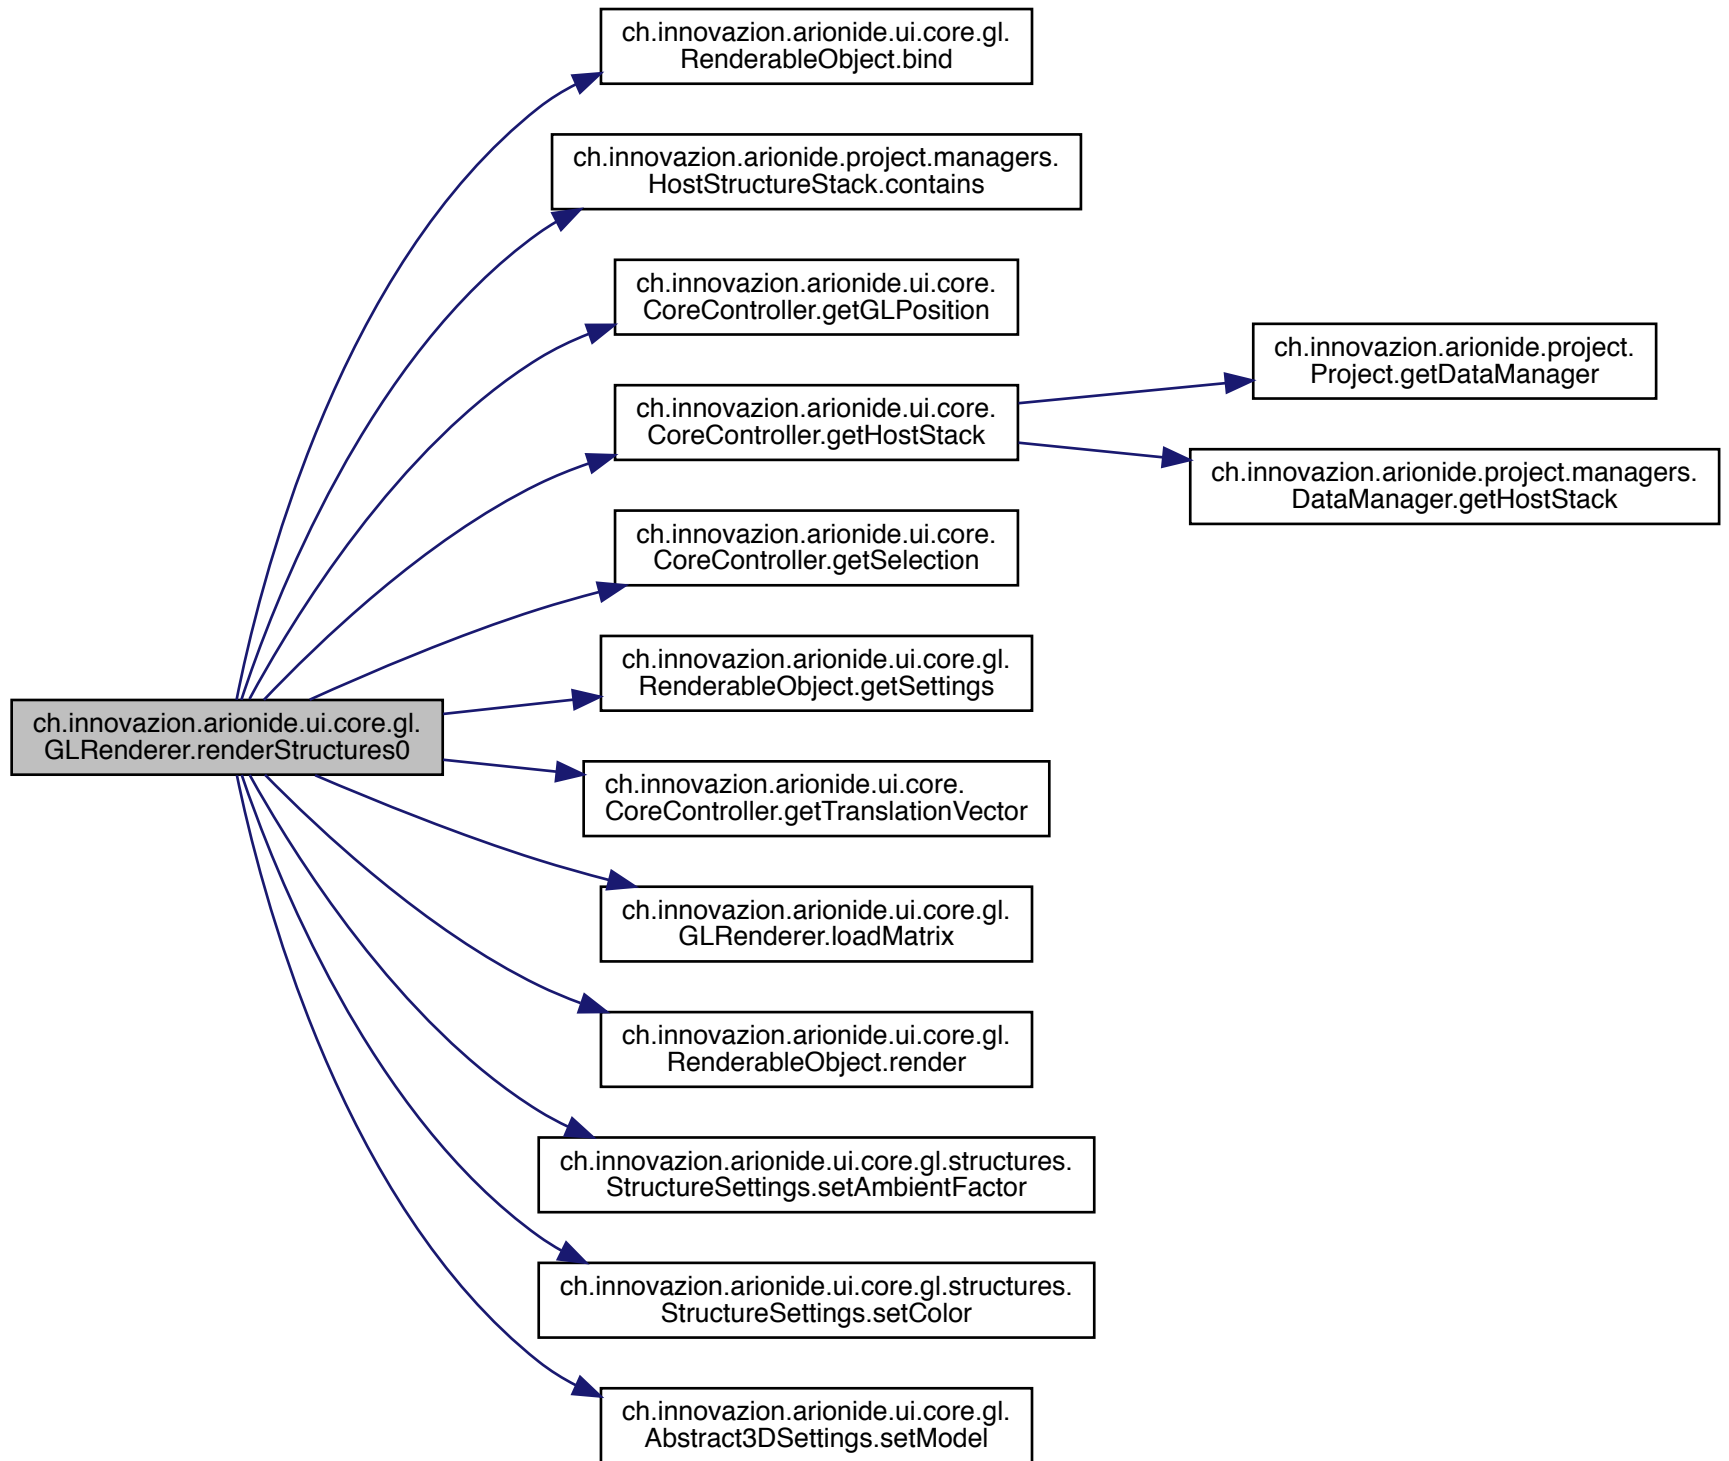 ch.innovazion.arionide.ui.core.gl.
RenderableObject.bind
ch.innovazion.arionide.project.managers.
HostStructureStack.contains
ch.innovazion.arionide.ui.core.
CoreController.getGLPosition
ch.innovazion.arionide.ui.core.
CoreController.getHostStack
ch.innovazion.arionide.project.
Project.getDataManager
ch.innovazion.arionide.project.managers.
DataManager.getHostStack
ch.innovazion.arionide.ui.core.
CoreController.getSelection
ch.innovazion.arionide.ui.core.gl.
RenderableObject.getSettings
ch.innovazion.arionide.ui.core.gl.
GLRenderer.renderStructures0
ch.innovazion.arionide.ui.core.
CoreController.getTranslationVector
ch.innovazion.arionide.ui.core.gl.
GLRenderer.loadMatrix
ch.innovazion.arionide.ui.core.gl.
RenderableObject.render
ch.innovazion.arionide.ui.core.gl.structures.
StructureSettings.setAmbientFactor
ch.innovazion.arionide.ui.core.gl.structures.
StructureSettings.setColor
ch.innovazion.arionide.ui.core.gl.
Abstract3DSettings.setModel